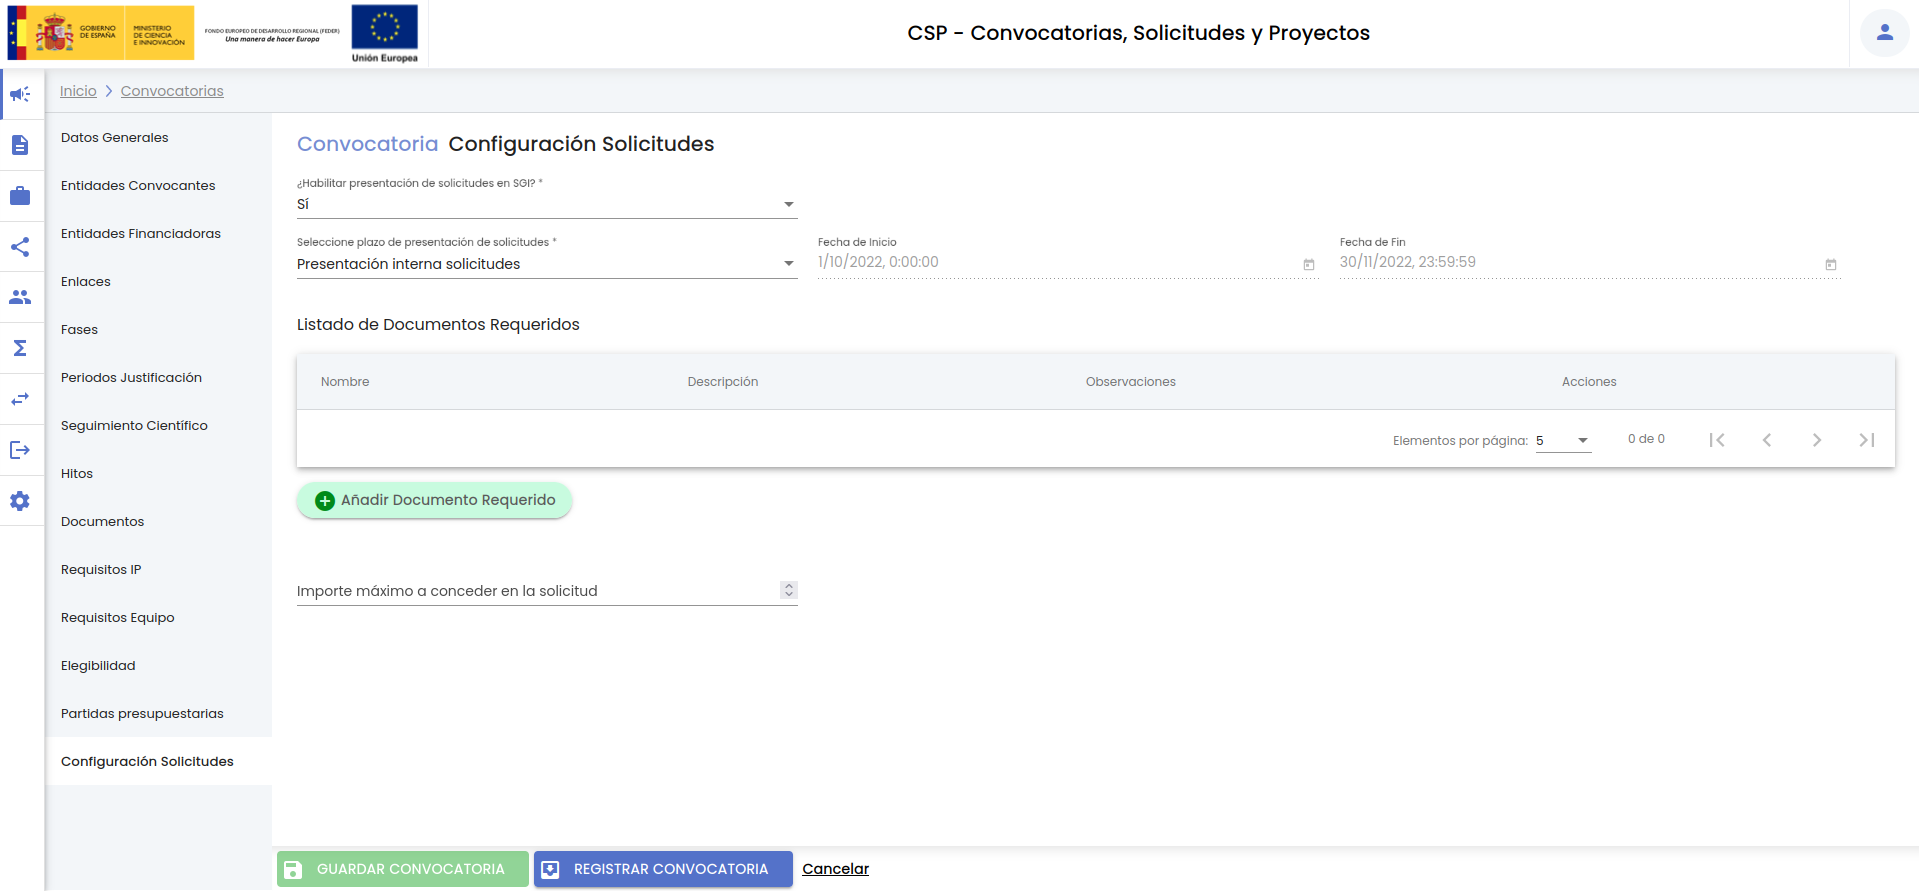 GOBIERNO
DE ESPAÑA
MINISTERIO
DE CIENCIA
E INNOVACIÓN
FONDO EUROPEO DE DESARROLLO REGIONAL (FEDER)
Una manera de hacer Europa
Unión Europea
CSP - Convocatorias, Solicitudes y Proyectos
Inicio > Convocatorias
Datos Generales
Entidades Convocantes
Entidades Financiadoras
Enlaces
Fases
Periodos Justificación
Seguimiento Científico
Hitos
Documentos
Requisitos IP
Requisitos Equipo
Elegibilidad
Partidas presupuestarias
Configuración Solicitudes
Convocatoria Configuración Solicitudes
¿Habilitar presentación de solicitudes en SGI? *
Sí
Seleccione plazo de presentación de solicitudes *
Presentación interna solicitudes
Fecha de Inicio
1/10/2022, 0:00:00
Fecha de Fin
30/11/2022, 23:59:59
Listado de Documentos Requeridos
Nombre Descripción Observaciones Acciones
Elementos por página: 5 0 de 0
Añadir Documento Requerido
Importe máximo a conceder en la solicitud
GUARDAR CONVOCATORIA REGISTRAR CONVOCATORIA Cancelar